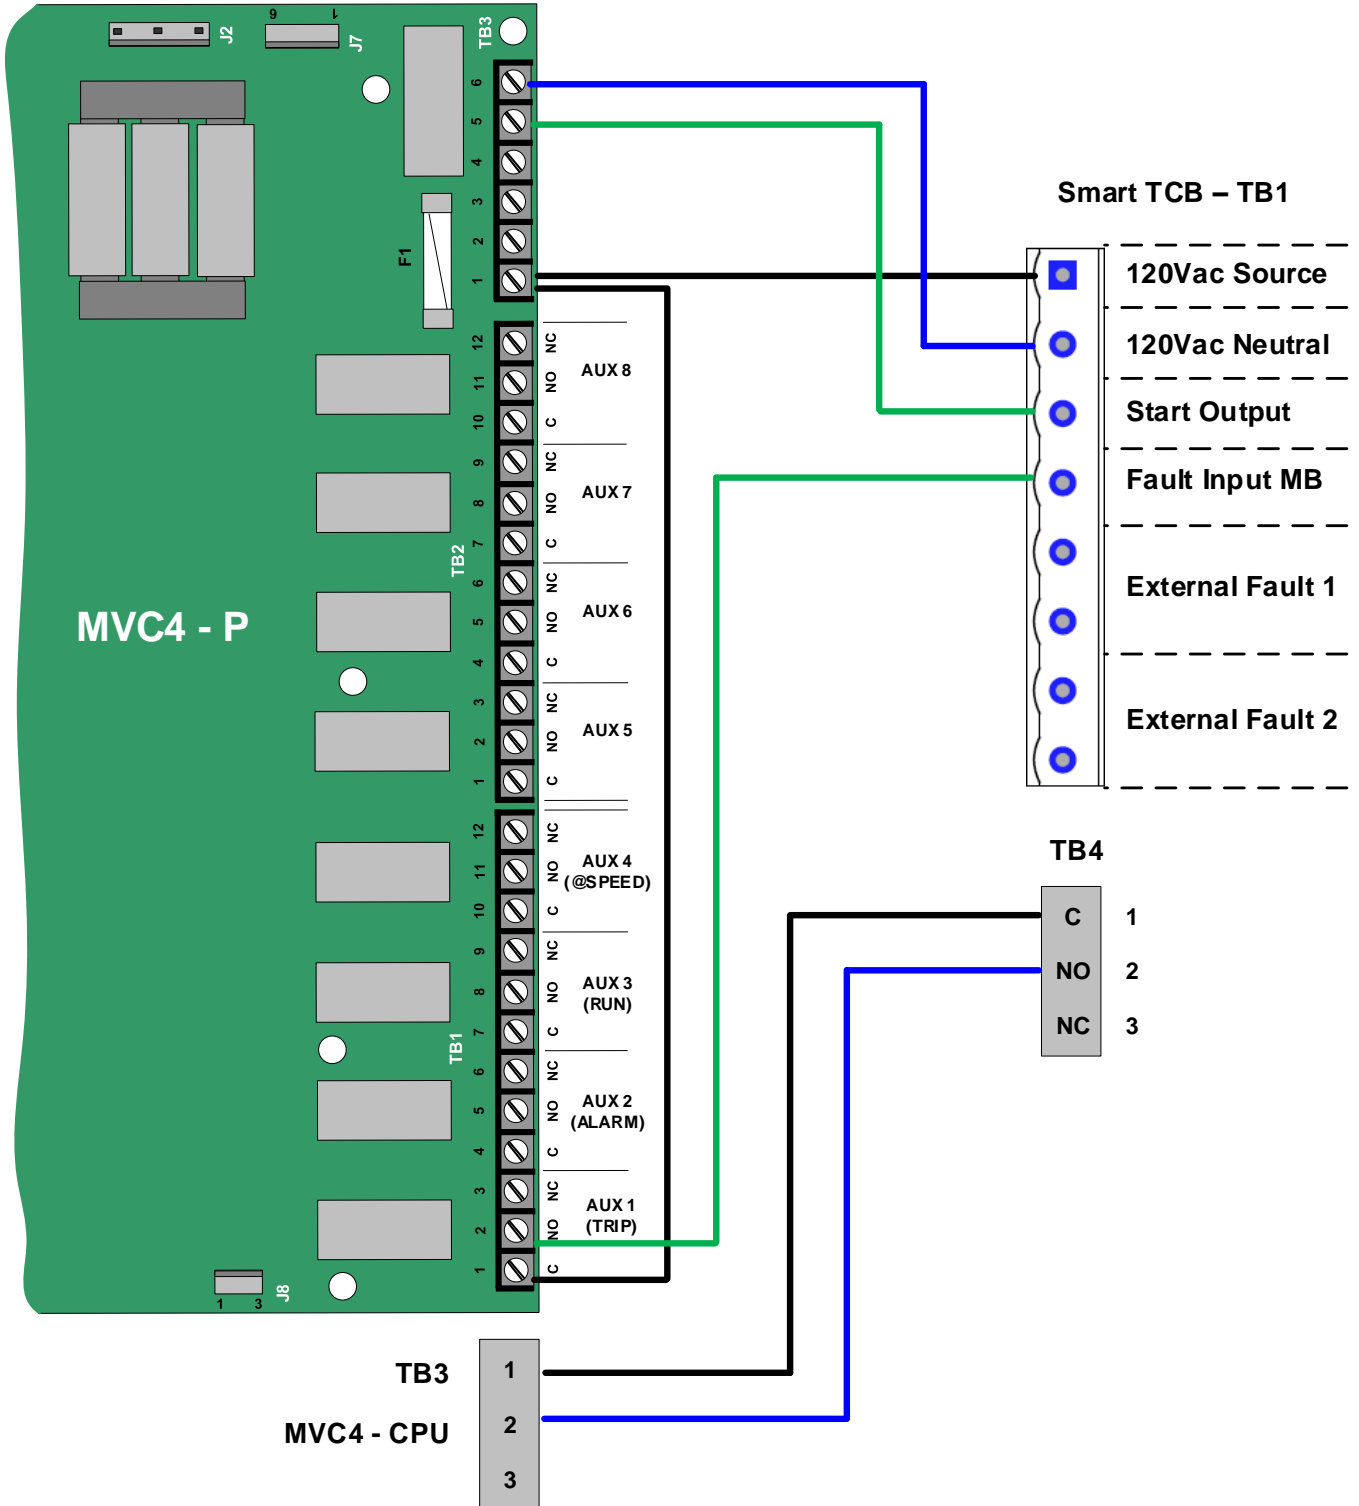 J2
6 1
J7
TB3
6
5
4
3
2
1
F1
Smart TCB – TB1
120Vac Source
120Vac Neutral
Start Output
Fault Input MB
External Fault 1
External Fault 2
MVC4 - P
TB2
12 NC
11 NO AUX 8
10 C
9 NC
8 NO AUX 7
7 C
6 NC
5 NO AUX 6
4 C
3 NC
2 NO AUX 5
1 C
TB1
12 NC
11 NO AUX 4
(@SPEED)
10 C
9 NC
8 NO AUX 3
(RUN)
7 C
6 NC
5 NO AUX 2
(ALARM)
4 C
3 NC
2 NO AUX 1
(TRIP)
1 C
J8
1 3
TB4
C 1
NO 2
NC 3
TB3
MVC4 - CPU
1
2
3